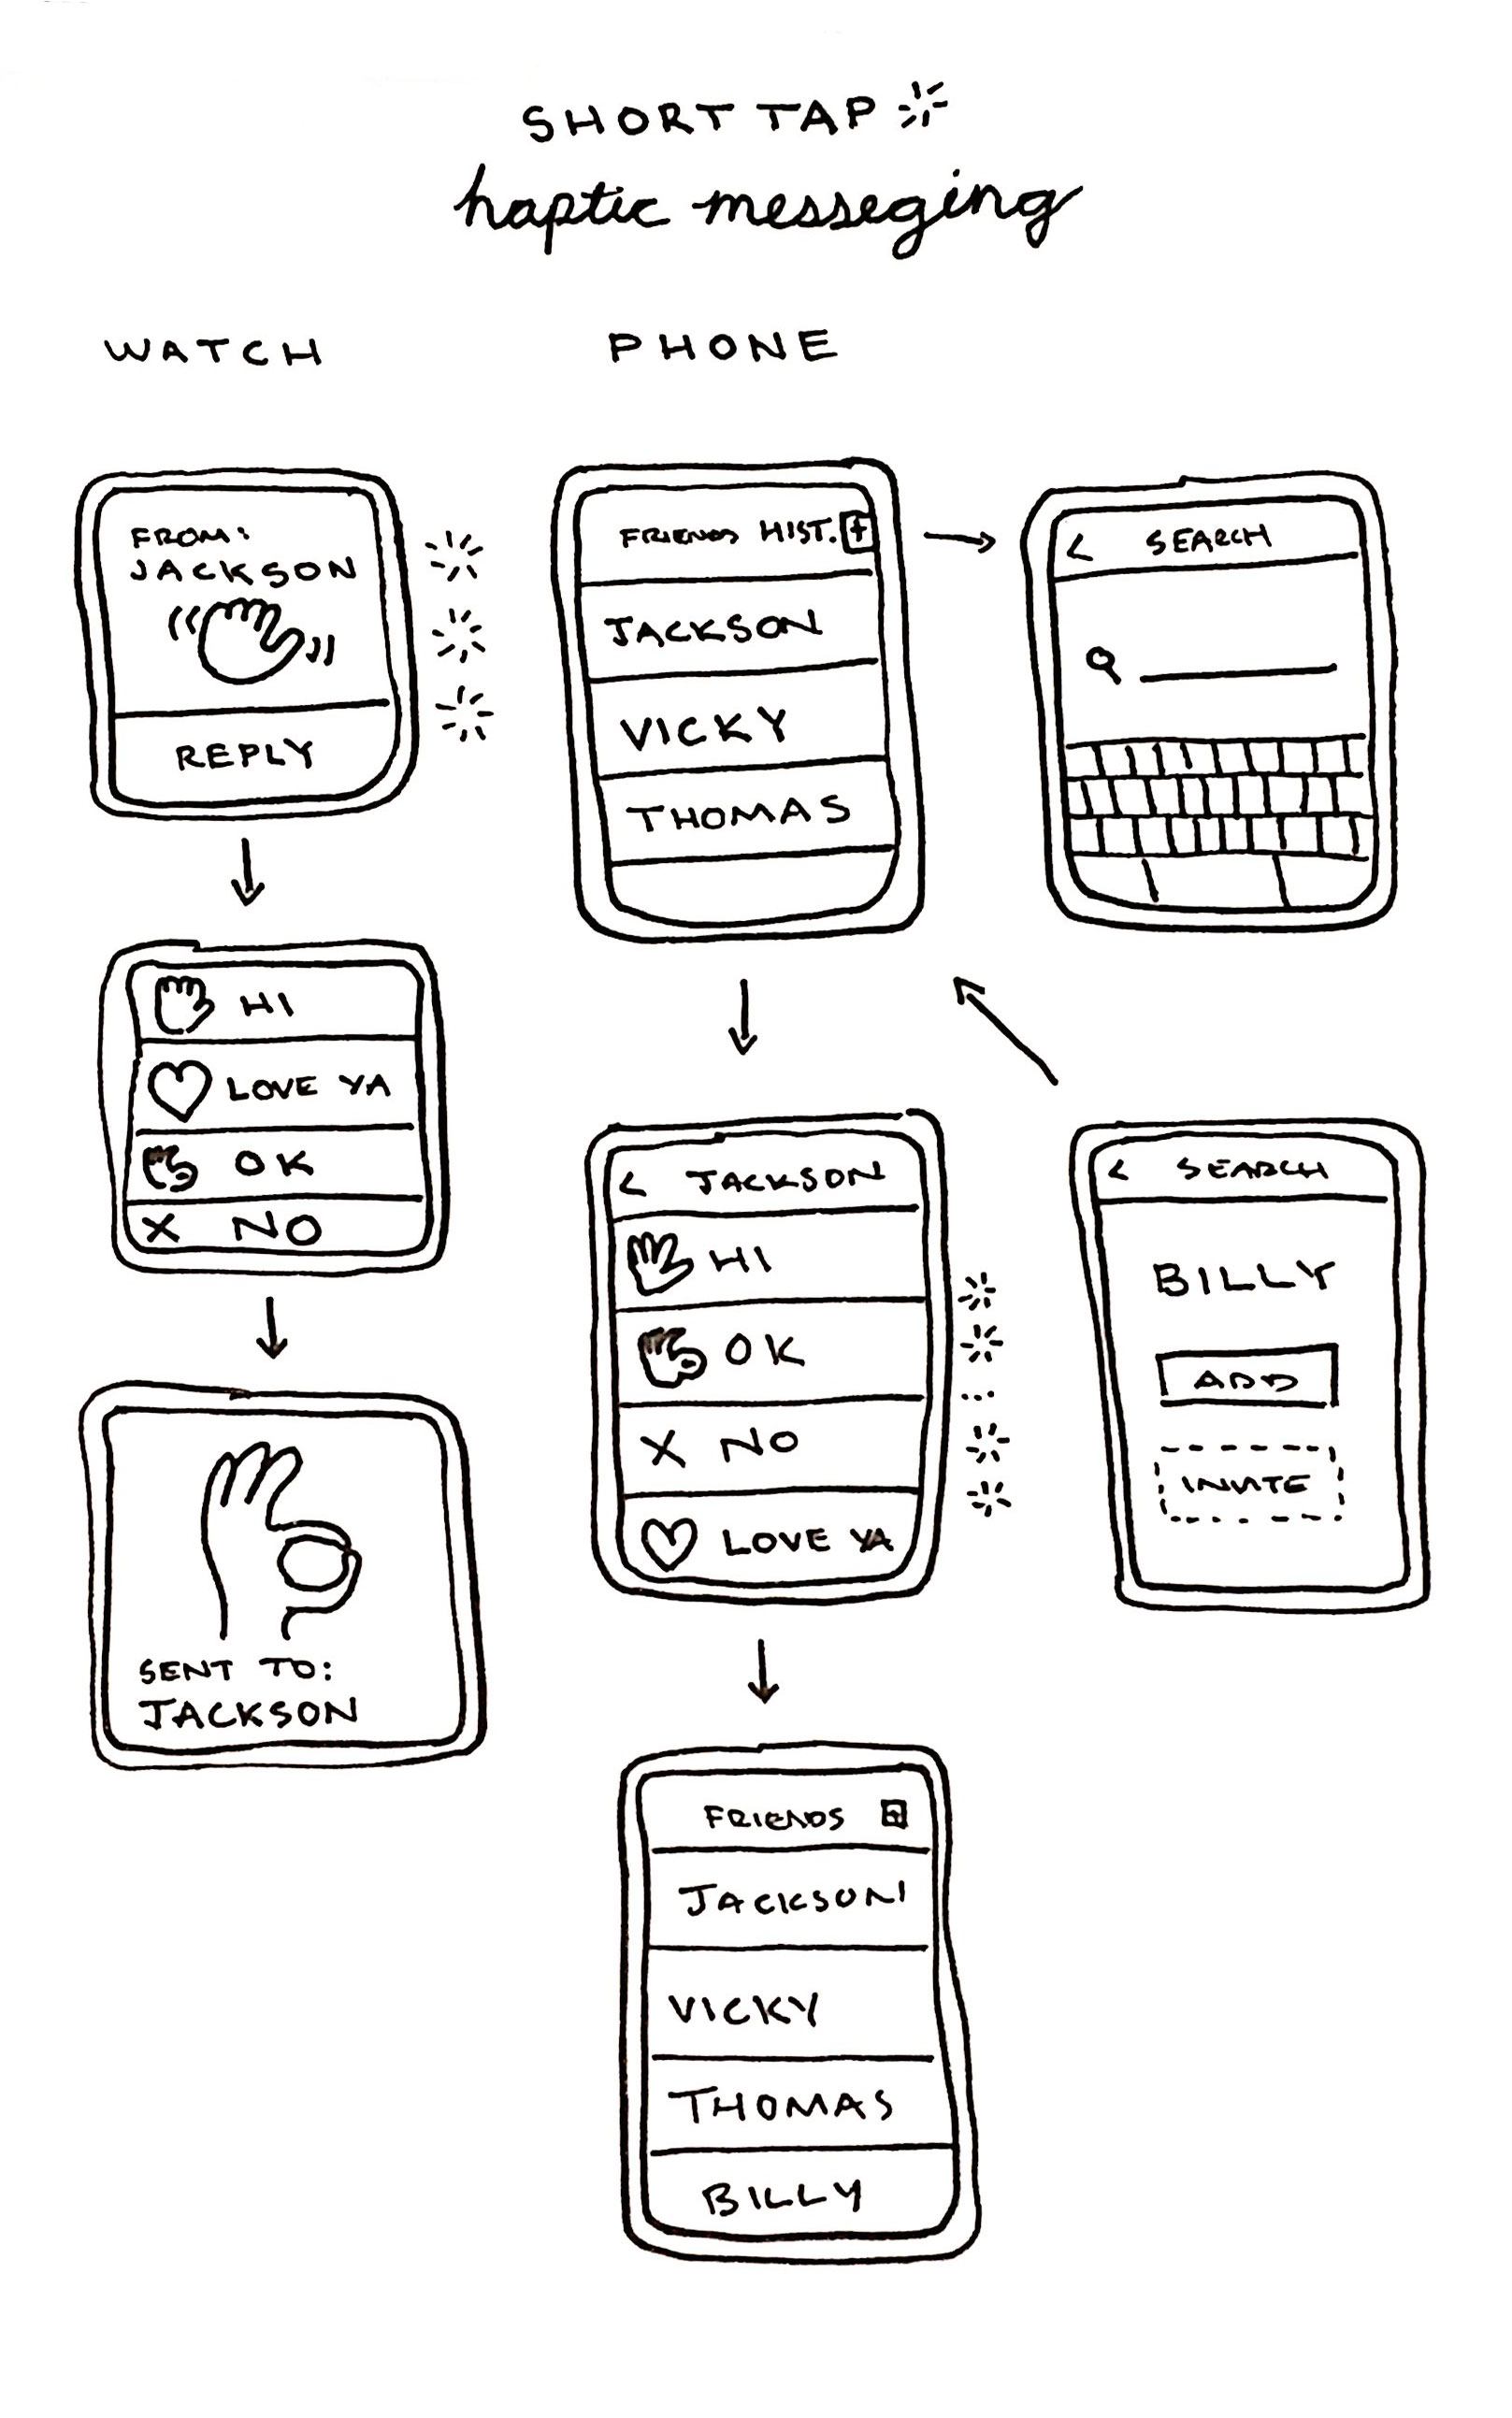 SHORT TAP
haptic messeging
WATCH
PHONE
FROM:
JACKSON
REPLY
HI
LOVE YA
OK
X NO
SENT TO:
JACKSON
FRIENDS HIST. +
JACKSON
VICKY
THOMAS
< SEARCH
< JACKSON
HI
OK
X NO
LOVE YA
< SEARCH
BILLY
ADD
INVITE
FRIENDS +
JACKSON
VICKY
THOMAS
BILLY